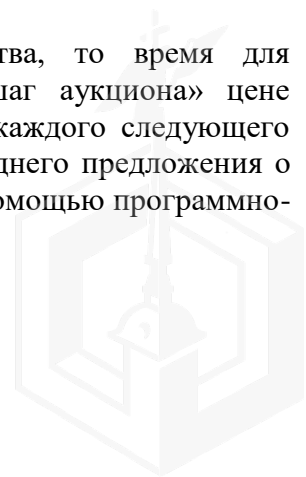 тва, то время для
шаг аукциона» цене
каждого следующего
днего предложения о
омощью программно-